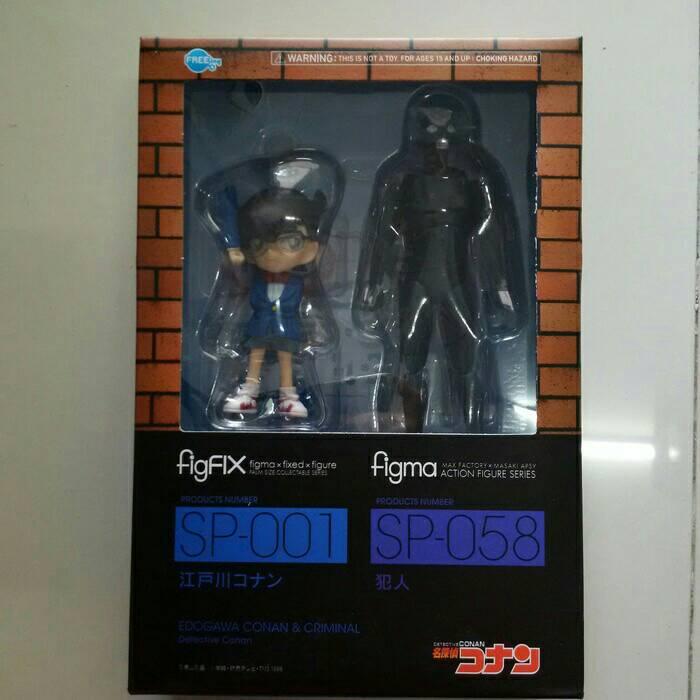 FREEing
WARNING: THIS IS NOT A TOY. FOR AGES 15 AND UP : CHOKING HAZARD
figFIX figma×fixed×figure
PALM SIZE COLLECTABLE SERIES
figma MAX FACTORY×MASAKI APSY
ACTION FIGURE SERIES
PRODUCTS NUMBER
SP-001
江戸川コナン
PRODUCTS NUMBER
SP-058
犯人
EDOGAWA CONAN & CRIMINAL
Detective Conan
DETECTIVE CONAN
名探偵コナン